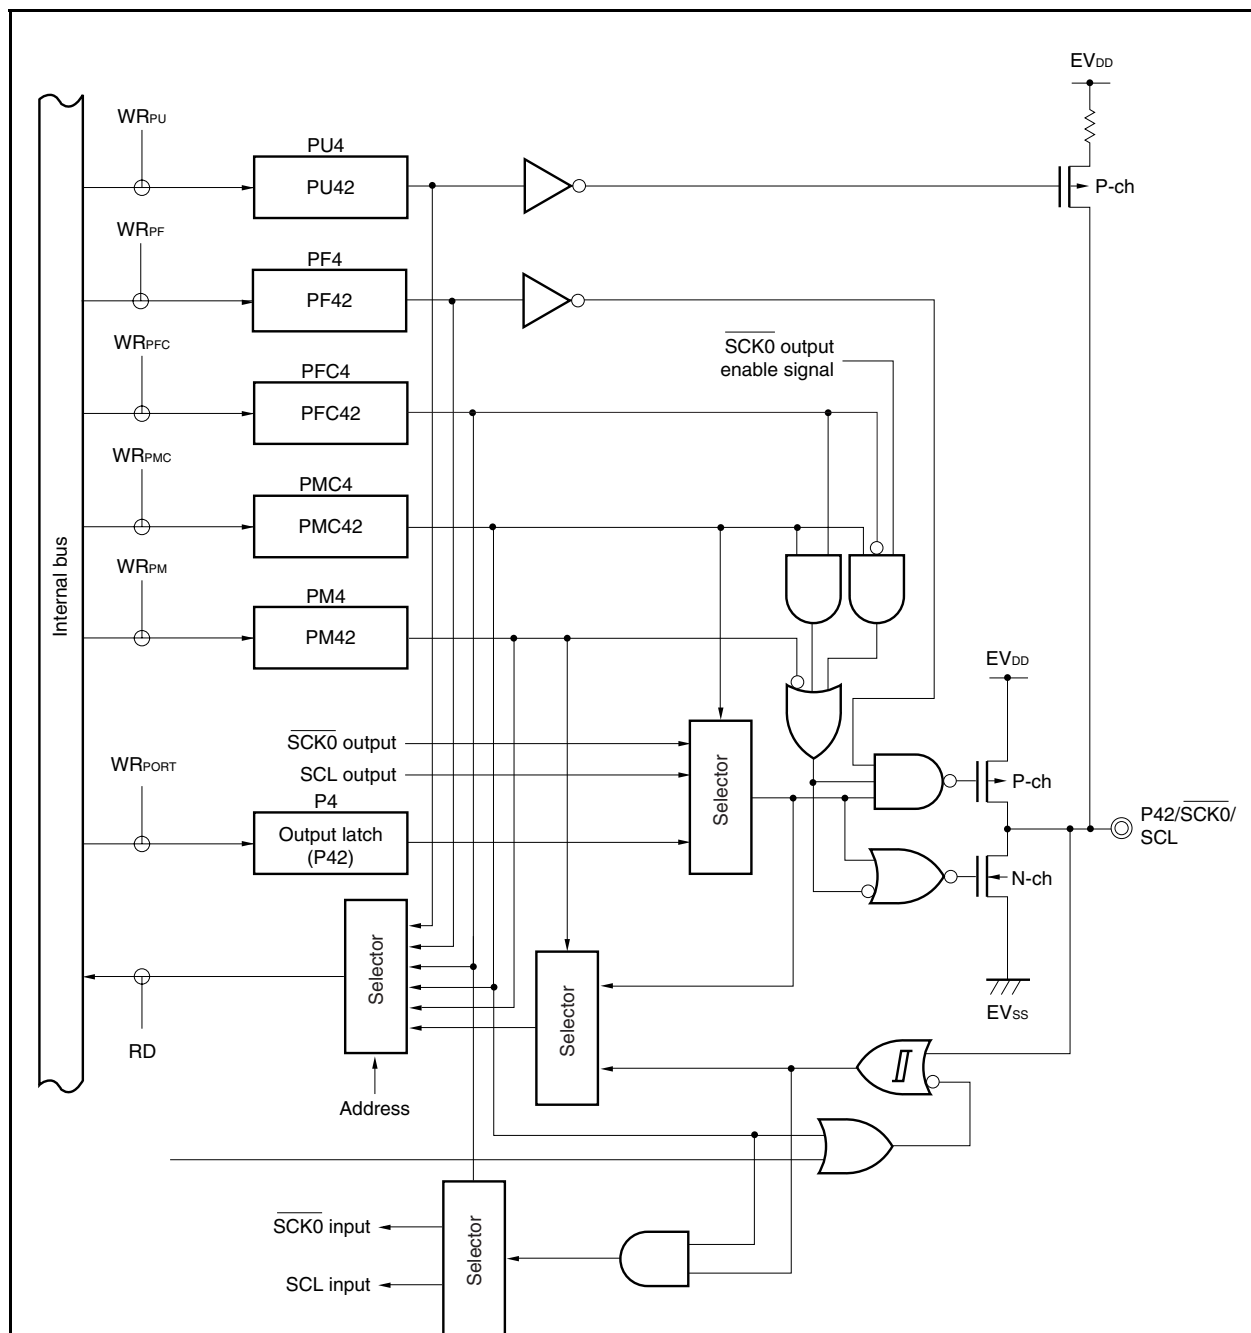 EVDD
WRPU
PU4
PU42
P-ch
WRPF
PF4
PF42
SCK0 output
enable signal
WRPFC
PFC4
PFC42
WRPMC
PMC4
PMC42
Internal bus
WRPM
PM4
PM42
EVDD
SCK0 output
SCL output
Selector
WRPORT
P4
Output latch
(P42)
P-ch
P42/SCK0/
SCL
N-ch
Selector
Selector
EVSS
RD
Address
SCK0 input
Selector
SCL input